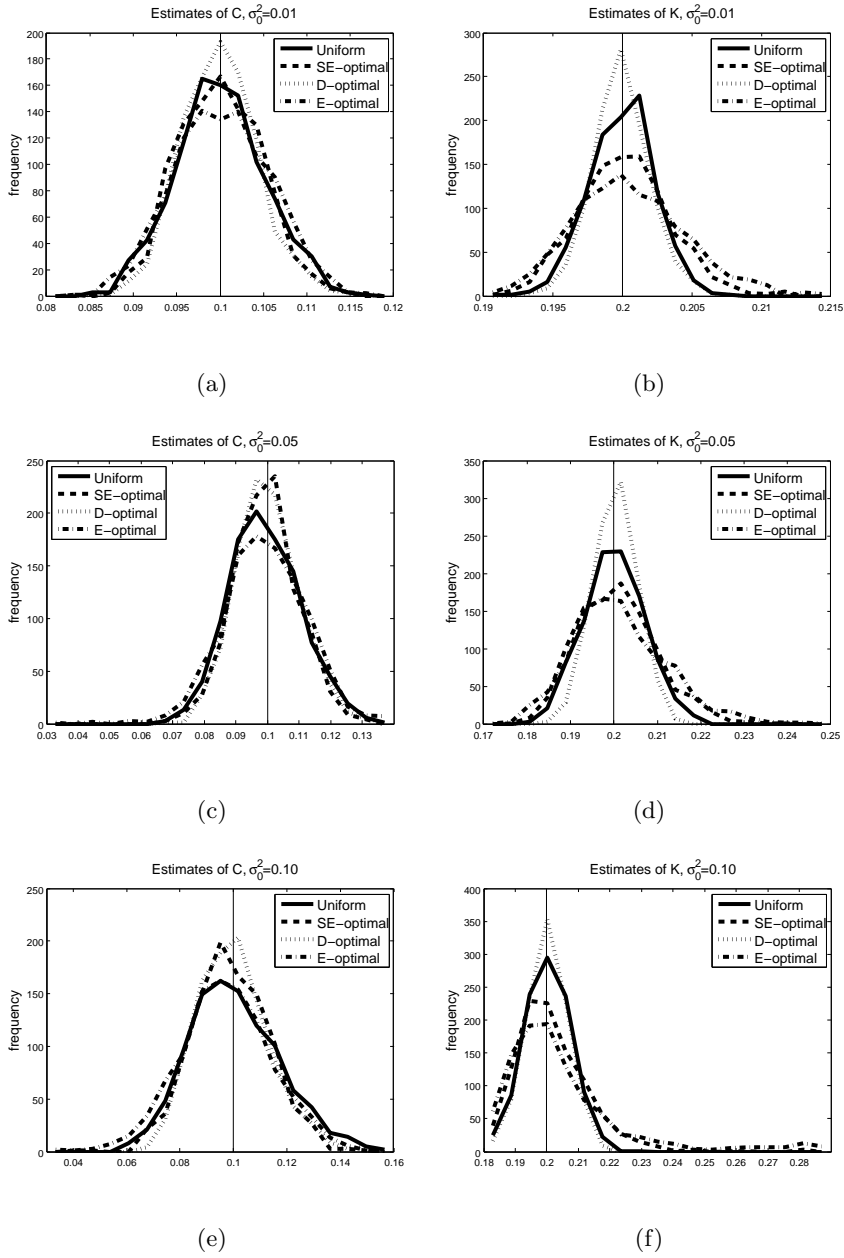 Estimates of C, σ₀²=0.01
200
180
160
140
120
100
80
60
40
20
0
frequency
0.08 0.085 0.09 0.095 0.1 0.105 0.11 0.115 0.12
Uniform
SE−optimal
D−optimal
E−optimal
(a)
Estimates of K, σ₀²=0.01
300
250
200
150
100
50
0
frequency
0.19 0.195 0.2 0.205 0.21 0.215
Uniform
SE−optimal
D−optimal
E−optimal
(b)
Estimates of C, σ₀²=0.05
250
200
150
100
50
0
frequency
0.03 0.04 0.05 0.06 0.07 0.08 0.09 0.1 0.11 0.12 0.13
Uniform
SE−optimal
D−optimal
E−optimal
(c)
Estimates of K, σ₀²=0.05
350
300
250
200
150
100
50
0
frequency
0.17 0.18 0.19 0.2 0.21 0.22 0.23 0.24 0.25
Uniform
SE−optimal
D−optimal
E−optimal
(d)
Estimates of C, σ₀²=0.10
250
200
150
100
50
0
frequency
0.04 0.06 0.08 0.1 0.12 0.14 0.16
Uniform
SE−optimal
D−optimal
E−optimal
(e)
Estimates of K, σ₀²=0.10
400
350
300
250
200
150
100
50
0
frequency
0.18 0.19 0.2 0.21 0.22 0.23 0.24 0.25 0.26 0.27 0.28
Uniform
SE−optimal
D−optimal
E−optimal
(f)